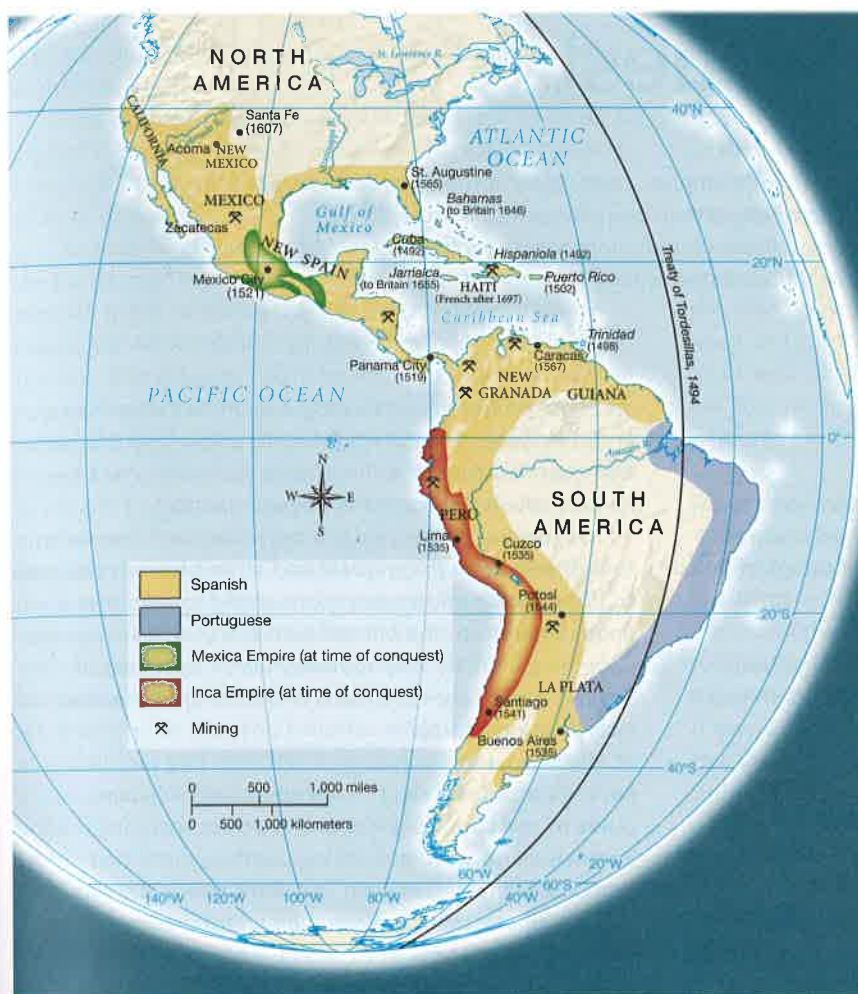 NORTH
AMERICA
St. Lawrence R.
40°N
CALIFORNIA
Santa Fe
(1607)
Acoma
NEW
MEXICO
ATLANTIC
OCEAN
St. Augustine
(1565)
MEXICO
Gulf of
Mexico
Bahamas
(to Britain 1646)
Zacatecas
NEW SPAIN
Cuba
(1492)
Hispaniola (1492)
20°N
Mexico City
(1521)
Jamaica
(to Britain 1655)
HAITI
(French after 1697)
Puerto Rico
(1502)
Treaty of Tordesillas, 1494
Caribbean Sea
Trinidad
(1498)
Panama City
(1519)
Caracas
(1567)
PACIFIC OCEAN
NEW
GRANADA
GUIANA
0°
Amazon R.
N
W
E
S
SOUTH
AMERICA
PERÚ
Lima
(1535)
Cuzco
(1535)
Potosí
(1544)
20°S
Spanish
Portuguese
Mexica Empire (at time of conquest)
Inca Empire (at time of conquest)
Mining
LA PLATA
Santiago
(1541)
Buenos Aires
(1535)
40°S
0 500 1,000 miles
0 500 1,000 kilometers
140°W
120°W
100°W
80°W
60°W
40°W
60°S
20°W